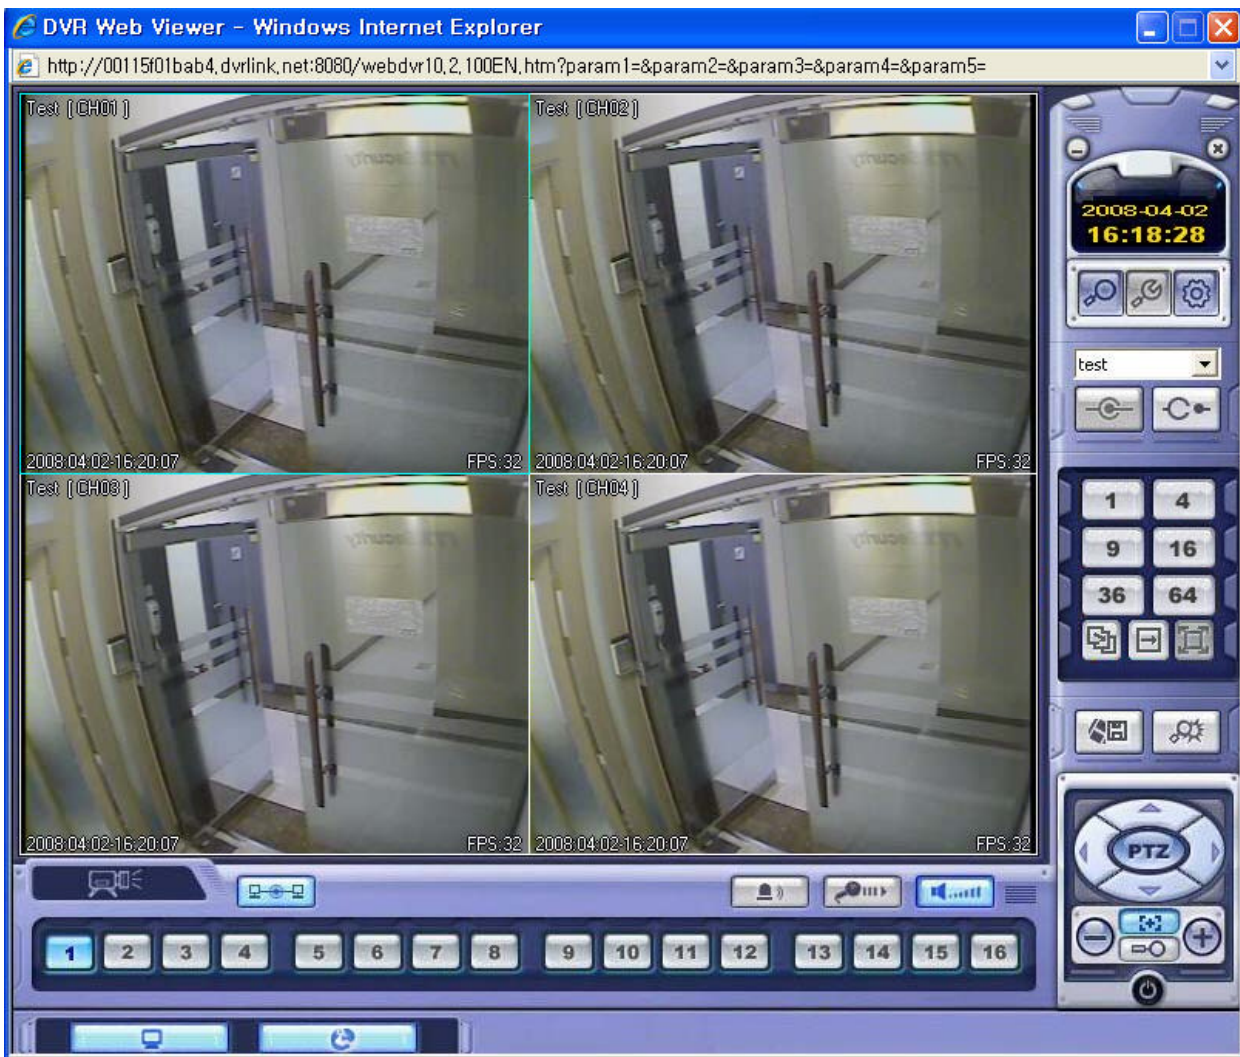 DVR Web Viewer - Windows Internet Explorer
http://00115f01bab4.dvrlink.net:8080/webdvr10,2,100EN.htm?param1=&param2=&param3=&param4=&param5=
Test [CH01]
Test [CH02]
2008:04:02-16:20:07 FPS:32
2008:04:02-16:20:07 FPS:32
Test [CH03]
Test [CH04]
2008:04:02-16:20:07 FPS:32
2008:04:02-16:20:07 FPS:32
2008-04-02
16:18:28
test
1 4
9 16
36 64
PTZ
1 2 3 4 5 6 7 8 9 10 11 12 13 14 15 16